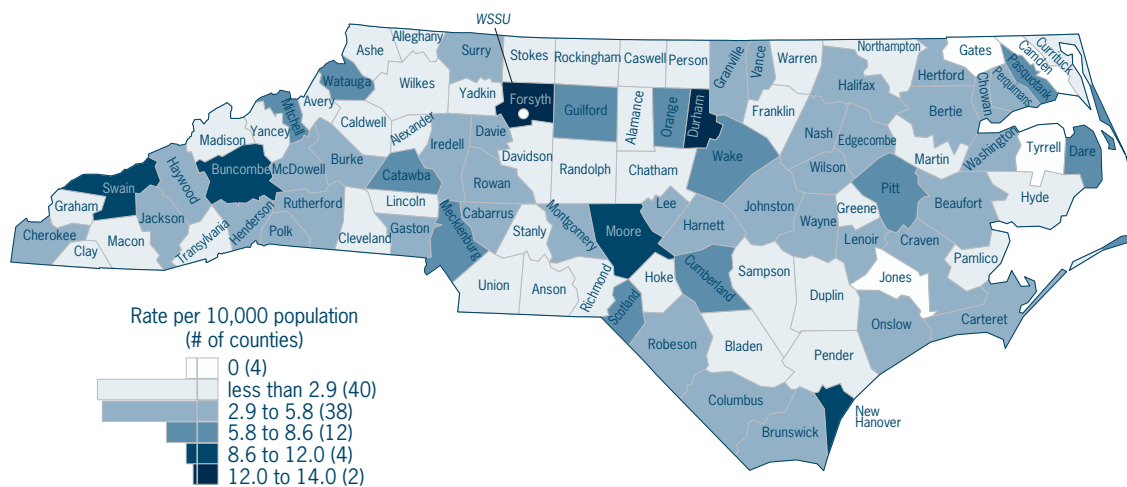 WSSU
Ashe
Alleghany
Surry
Stokes
Rockingham
Caswell
Person
Granville
Vance
Warren
Northampton
Gates
Currituck
Camden
Pasquotank
Perquimans
Chowan
Hertford
Halifax
Bertie
Watauga
Wilkes
Yadkin
Forsyth
Guilford
Alamance
Orange
Durham
Franklin
Nash
Edgecombe
Martin
Washington
Tyrrell
Dare
Mitchell
Avery
Caldwell
Alexander
Iredell
Davie
Davidson
Randolph
Chatham
Wake
Wilson
Pitt
Beaufort
Hyde
Madison
Yancey
Burke
McDowell
Catawba
Rowan
Buncombe
Haywood
Swain
Graham
Jackson
Cherokee
Clay
Macon
Transylvania
Henderson
Polk
Rutherford
Cleveland
Lincoln
Gaston
Mecklenburg
Cabarrus
Stanly
Montgomery
Moore
Lee
Harnett
Johnston
Wayne
Greene
Lenoir
Craven
Pamlico
Jones
Union
Anson
Richmond
Scotland
Hoke
Cumberland
Sampson
Duplin
Onslow
Carteret
Robeson
Bladen
Pender
Columbus
Brunswick
New
Hanover
Rate per 10,000 population
(# of counties)
0 (4)
less than 2.9 (40)
2.9 to 5.8 (38)
5.8 to 8.6 (12)
8.6 to 12.0 (4)
12.0 to 14.0 (2)